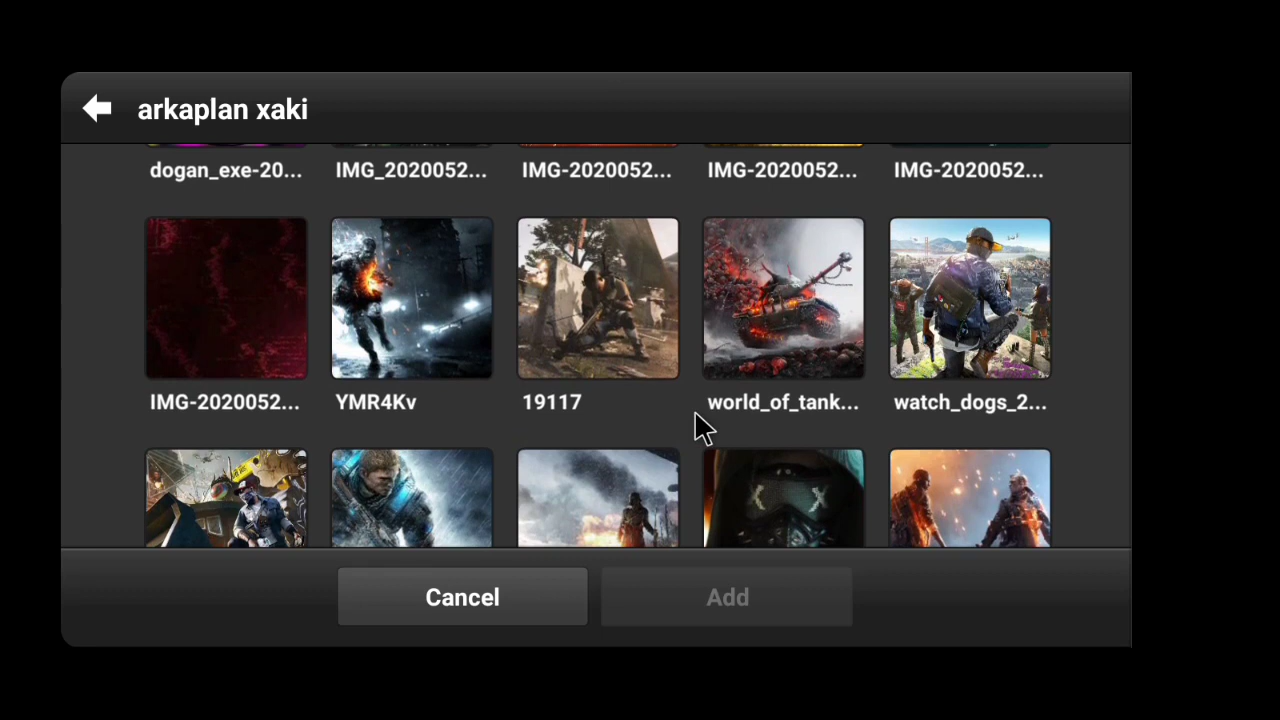 arkaplan xaki
dogan_exe-20...
IMG_2020052...
IMG-2020052...
IMG-2020052...
IMG-2020052...
IMG-2020052...
YMR4Kv
19117
world_of_tank...
watch_dogs_2...
Cancel
Add